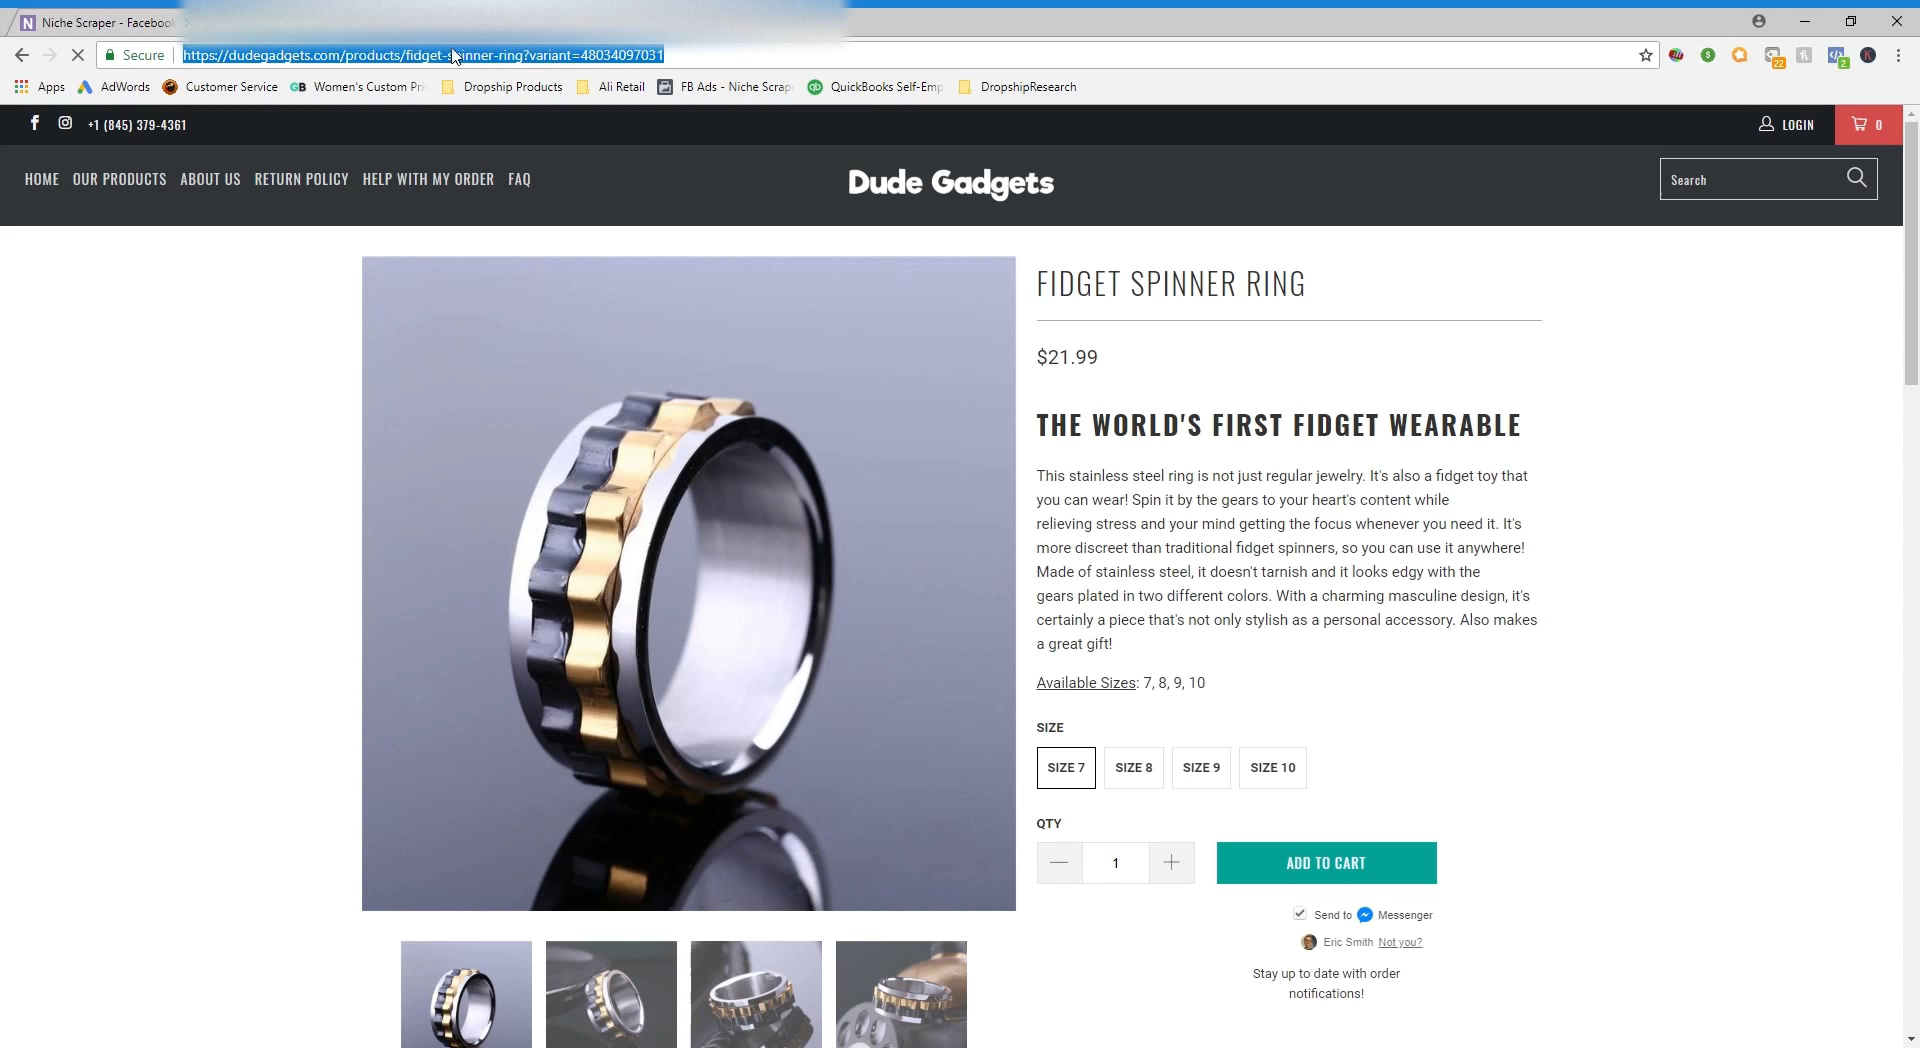 N Niche Scraper - Facebook
Secure https://dudegadgets.com/products/fidget-spinner-ring?variant=48034097031
22 2 K
Apps AdWords Customer Service GB Women's Custom Pri Dropship Products Ali Retail FB Ads - Niche Scrap qb QuickBooks Self-Emp DropshipResearch
+1 (845) 379-4361 LOGIN 0
HOME OUR PRODUCTS ABOUT US RETURN POLICY HELP WITH MY ORDER FAQ
Dude Gadgets
Search
FIDGET SPINNER RING
$21.99
THE WORLD'S FIRST FIDGET WEARABLE
This stainless steel ring is not just regular jewelry. It's also a fidget toy that
you can wear! Spin it by the gears to your heart's content while
relieving stress and your mind getting the focus whenever you need it. It's
more discreet than traditional fidget spinners, so you can use it anywhere!
Made of stainless steel, it doesn't tarnish and it looks edgy with the
gears plated in two different colors. With a charming masculine design, it's
certainly a piece that's not only stylish as a personal accessory. Also makes
a great gift!
Available Sizes: 7, 8, 9, 10
SIZE
SIZE 7 SIZE 8 SIZE 9 SIZE 10
QTY
1
ADD TO CART
Send to Messenger
Eric Smith Not you?
Stay up to date with order
notifications!